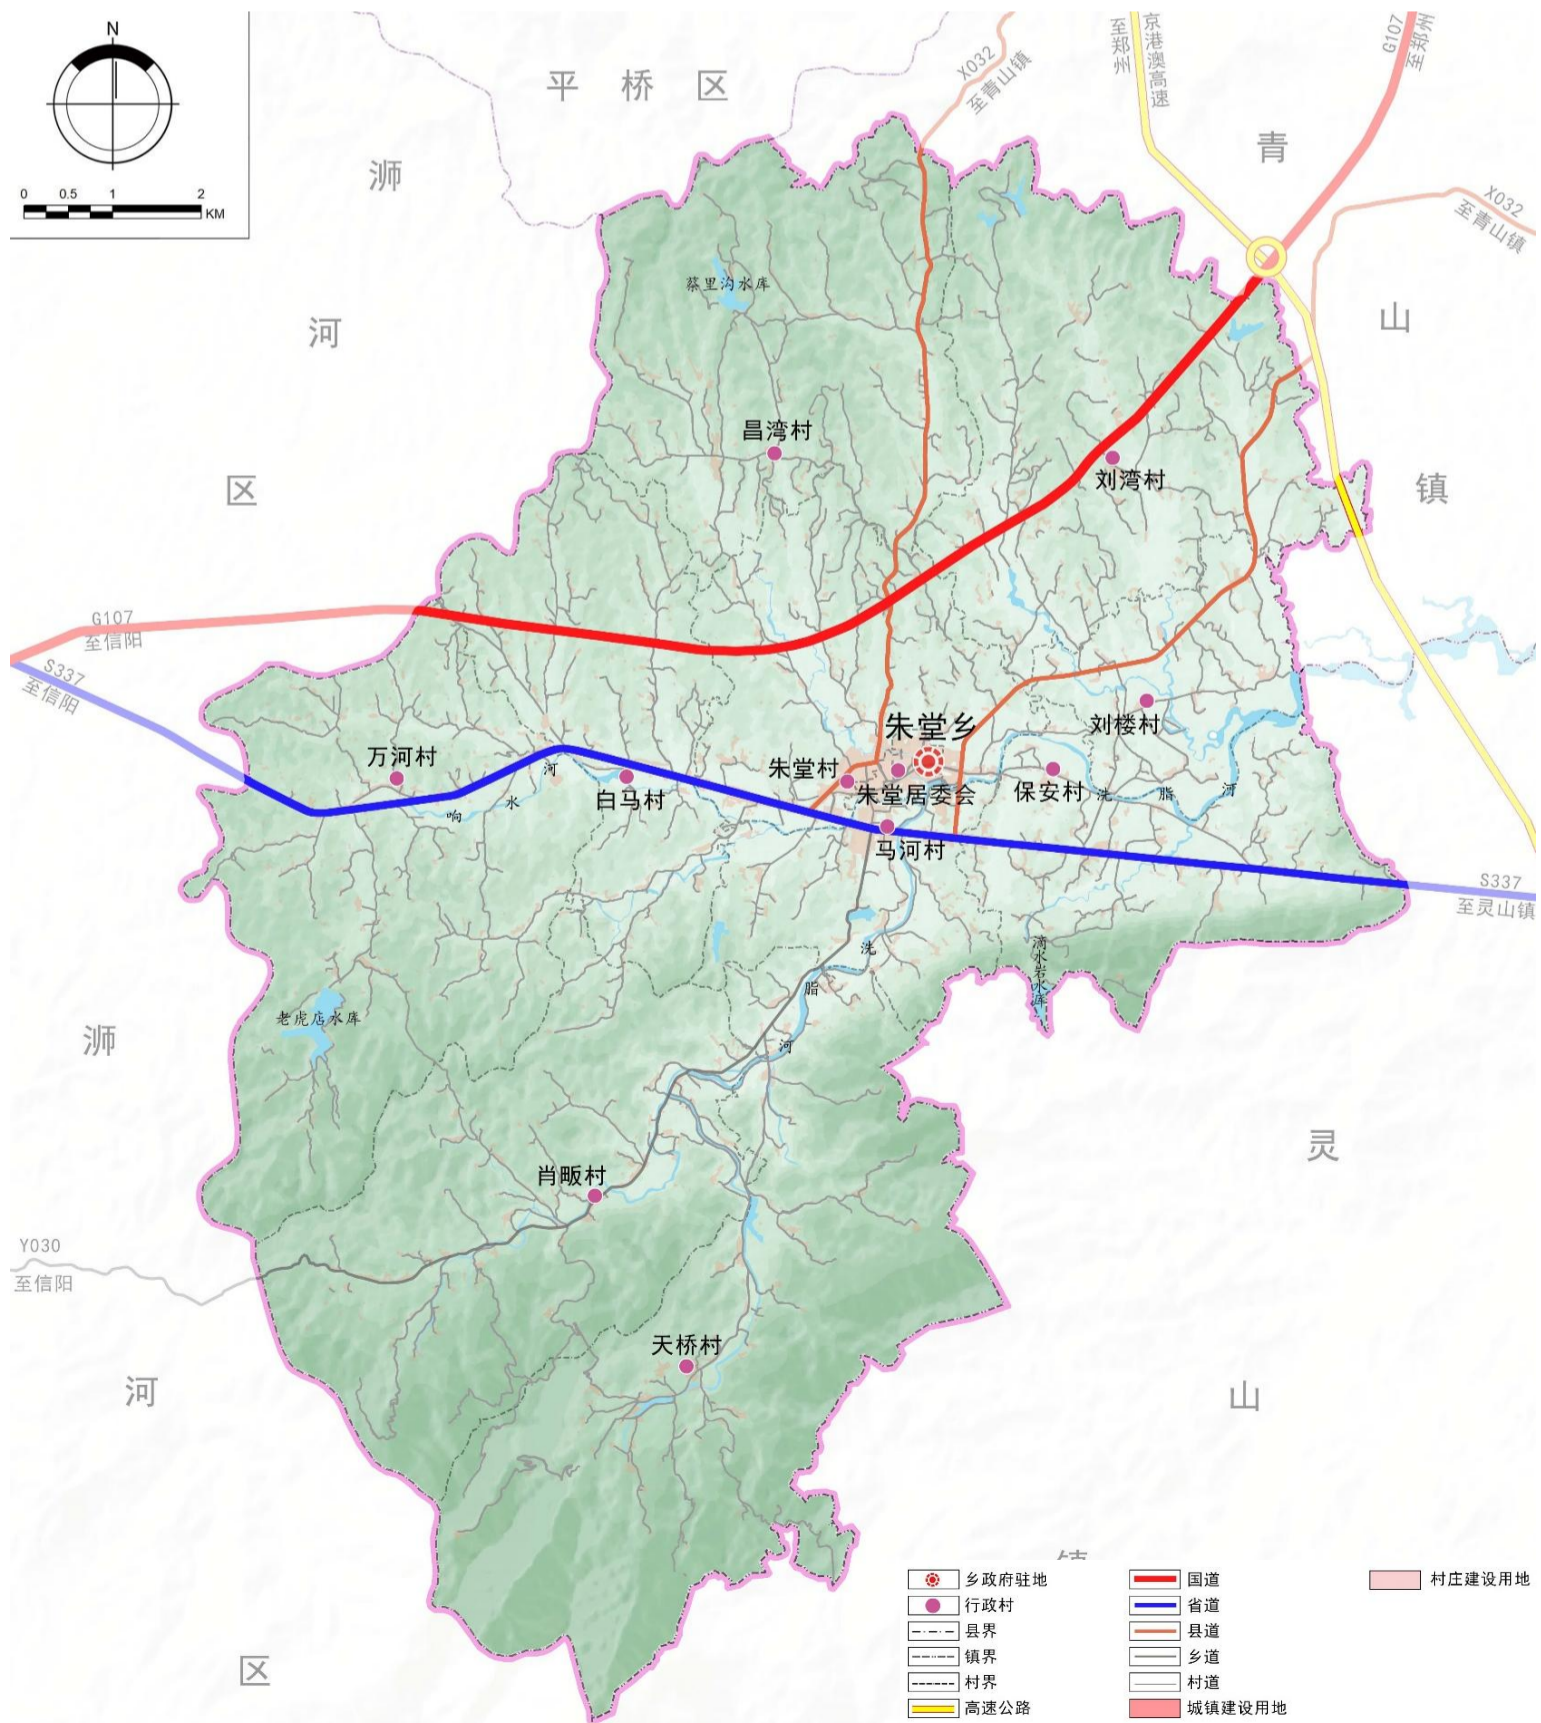 N
0 0.5 1 2
KM
平桥区
浉
河
区
X032
至青山镇
至郑州
京港澳高速
G107
至郑州
青
山
镇
X032
至青山镇
蔡里沟水库
昌湾村
刘湾村
G107
至信阳
S337
至信阳
万河村
响
水
河
白马村
朱堂村
朱堂乡
朱堂居委会
马河村
刘楼村
保安村
洗
脂
河
S337
至灵山镇
滴水岩水库
洗
脂
河
老虎店水库
浉
河
区
肖畈村
Y030
至信阳
天桥村
灵
山
镇
乡政府驻地
行政村
县界
镇界
村界
高速公路
国道
省道
县道
乡道
村道
城镇建设用地
村庄建设用地